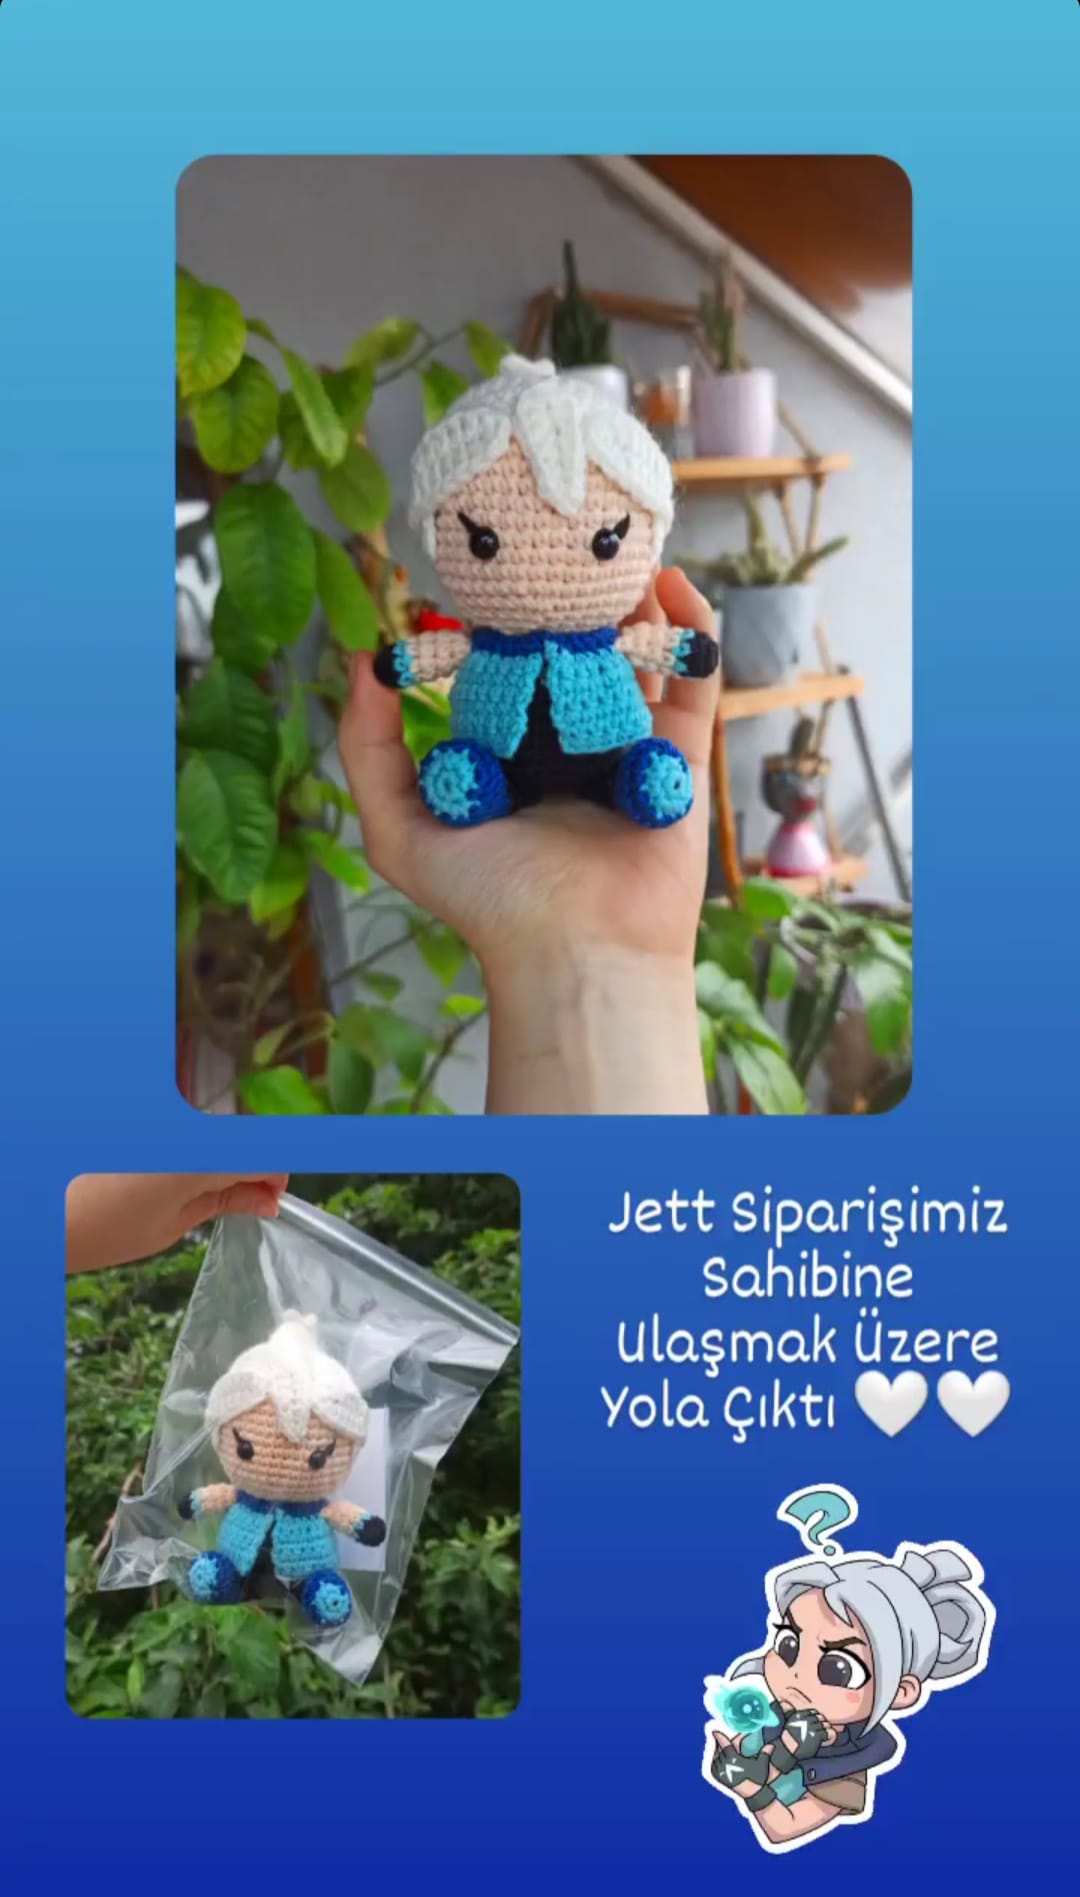 Jett Siparişimiz
Sahibine
Ulaşmak Üzere
Yola Çıktı 🤍🤍
?